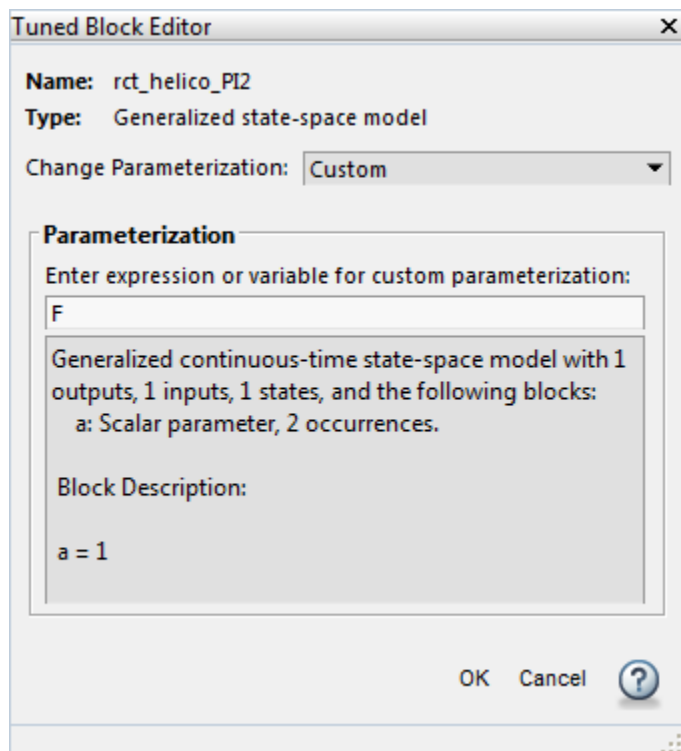 Tuned Block Editor
Name: rct_helico_PI2
Type: Generalized state-space model
Change Parameterization: Custom
Parameterization
Enter expression or variable for custom parameterization:
F
Generalized continuous-time state-space model with 1
outputs, 1 inputs, 1 states, and the following blocks:
a: Scalar parameter, 2 occurrences.
Block Description:
a = 1
OK Cancel ?